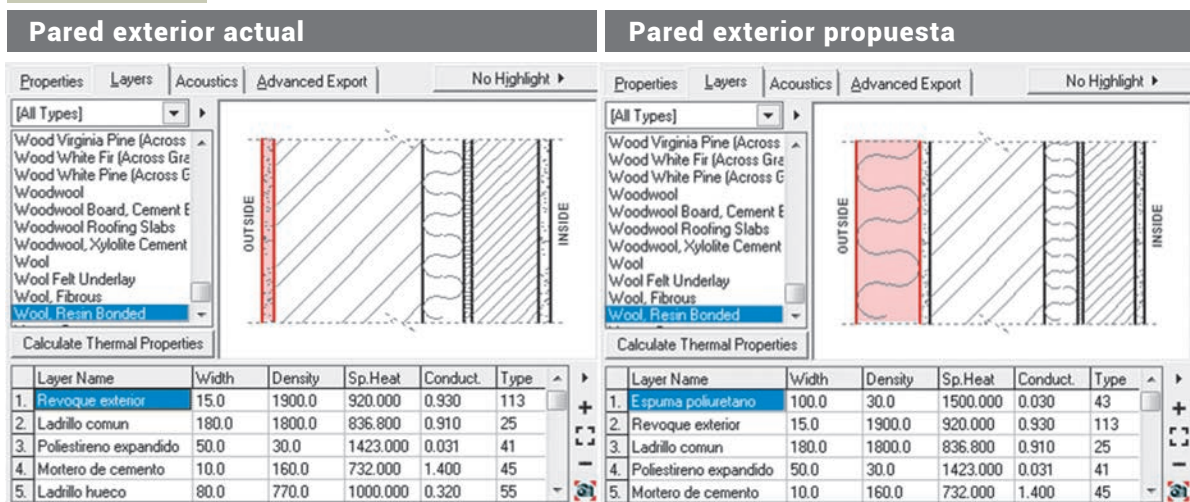 Pared exterior actual
Properties Layers Acoustics Advanced Export No Highlight
[All Types]
Wood Virginia Pine (Across
Wood White Fir (Across Gra
Wood White Pine (Across G
Woodwool
Woodwool Board, Cement B
Woodwool Roofing Slabs
Woodwool, Xylolite Cement
Wool
Wool Felt Underlay
Wool, Fibrous
Wool, Resin Bonded
Calculate Thermal Properties
OUTSIDE
INSIDE
Layer Name Width Density Sp.Heat Conduct. Type
1. Revoque exterior 15.0 1900.0 920.000 0.930 113
2. Ladrillo comun 180.0 1800.0 836.800 0.910 25
3. Poliestireno expandido 50.0 30.0 1423.000 0.031 41
4. Mortero de cemento 10.0 160.0 732.000 1.400 45
5. Ladrillo hueco 80.0 770.0 1000.000 0.320 55
Pared exterior propuesta
Properties Layers Acoustics Advanced Export No Highlight
[All Types]
Wood Virginia Pine (Across
Wood White Fir (Across Gra
Wood White Pine (Across G
Woodwool
Woodwool Board, Cement B
Woodwool Roofing Slabs
Woodwool, Xylolite Cement
Wool
Wool Felt Underlay
Wool, Fibrous
Wool, Resin Bonded
Calculate Thermal Properties
OUTSIDE
INSIDE
Layer Name Width Density Sp.Heat Conduct. Type
1. Espuma poliuretano 100.0 30.0 1500.000 0.030 43
2. Revoque exterior 15.0 1900.0 920.000 0.930 113
3. Ladrillo comun 180.0 1800.0 836.800 0.910 25
4. Poliestireno expandido 50.0 30.0 1423.000 0.031 41
5. Mortero de cemento 10.0 160.0 732.000 1.400 45